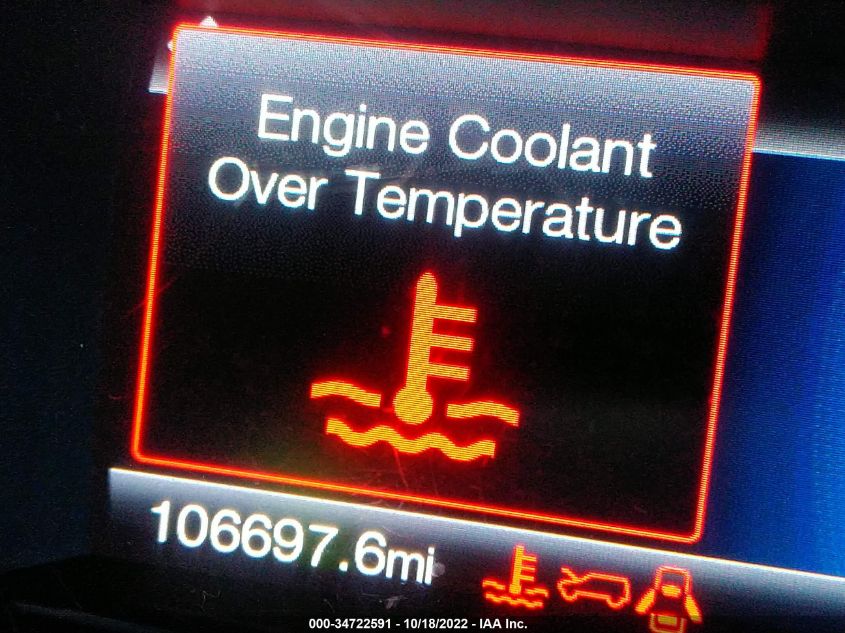 Engine Coolant
Over Temperature
106697.6mi
000-34722591 - 10/18/2022 - IAA Inc.